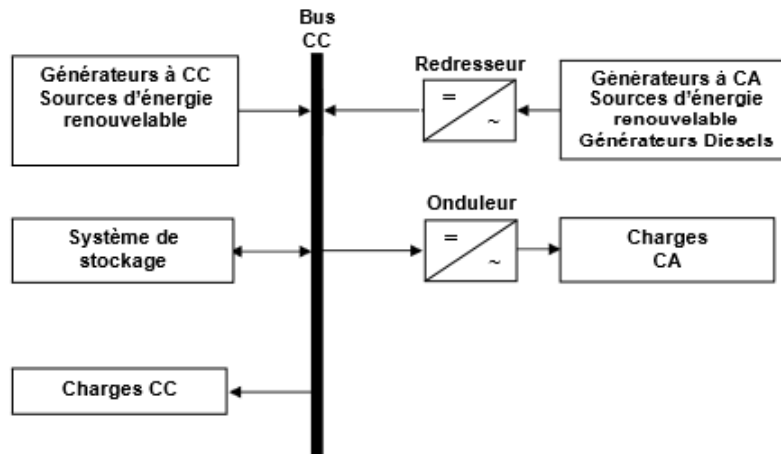 Bus
CC
Générateurs à CC
Sources d'énergie
renouvelable
Redresseur
=
~
Générateurs à CA
Sources d'énergie
renouvelable
Générateurs Diesels
Système de
stockage
Onduleur
=
~
Charges
CA
Charges CC